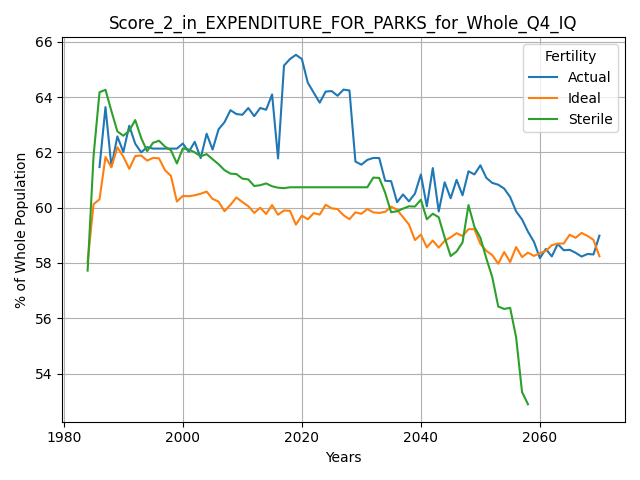 Score_2_in_EXPENDITURE_FOR_PARKS_for_Whole_Q4_IQ
% of Whole Population
66
64
62
60
58
56
54
Fertility
Actual
Ideal
Sterile
1980
2000
2020
2040
2060
Years